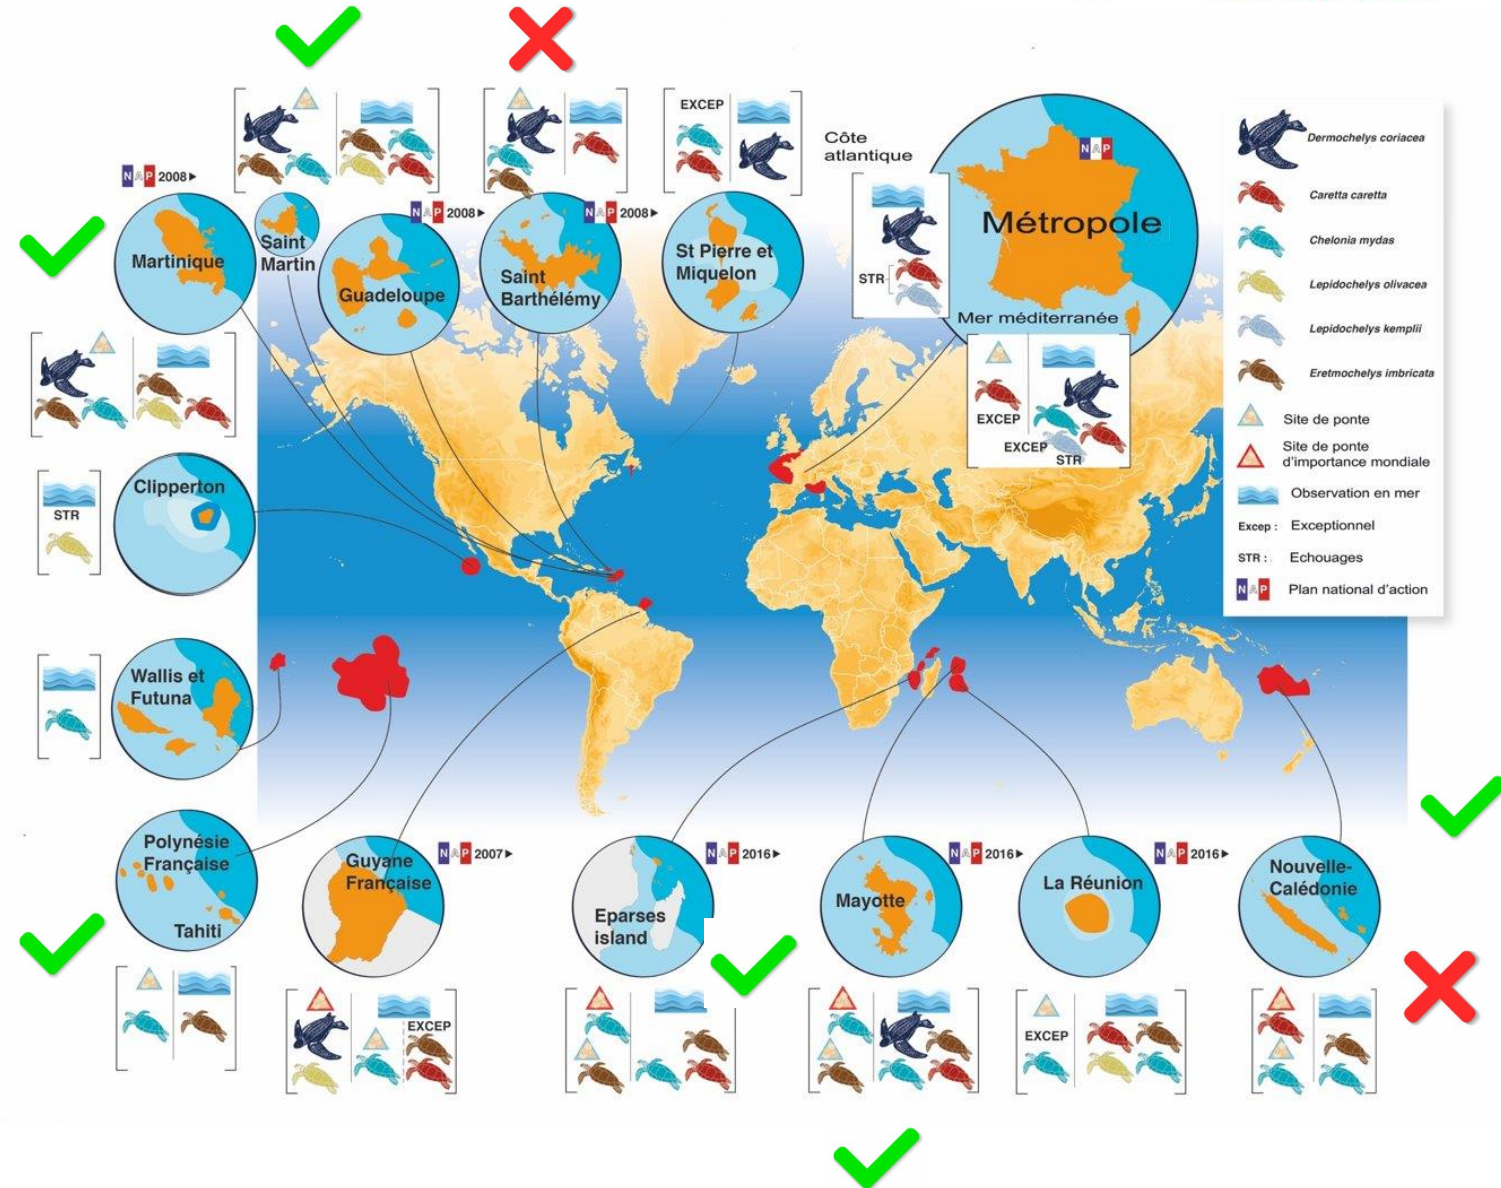 EXCEP
Côte
atlantique
NAP
NAP 2008
NAP 2008
NAP 2008
Martinique
Saint
Martin
Guadeloupe
Saint
Barthélémy
St Pierre et
Miquelon
Métropole
STR
Mer méditerranée
EXCEP
EXCEP
STR
Dermochelys coriacea
Caretta caretta
Chelonia mydas
Lepidochelys olivacea
Lepidochelys kemplii
Eretmochelys imbricata
Site de ponte
Site de ponte
d'importance mondiale
Observation en mer
Excep : Exceptionnel
STR : Echouages
NAP Plan national d'action
Clipperton
STR
Wallis et
Futuna
Polynésie
Française
Tahiti
Guyane
Française
NAP 2007
EXCEP
Eparses
island
NAP 2016
Mayotte
NAP 2016
La Réunion
NAP 2016
EXCEP
Nouvelle-
Calédonie